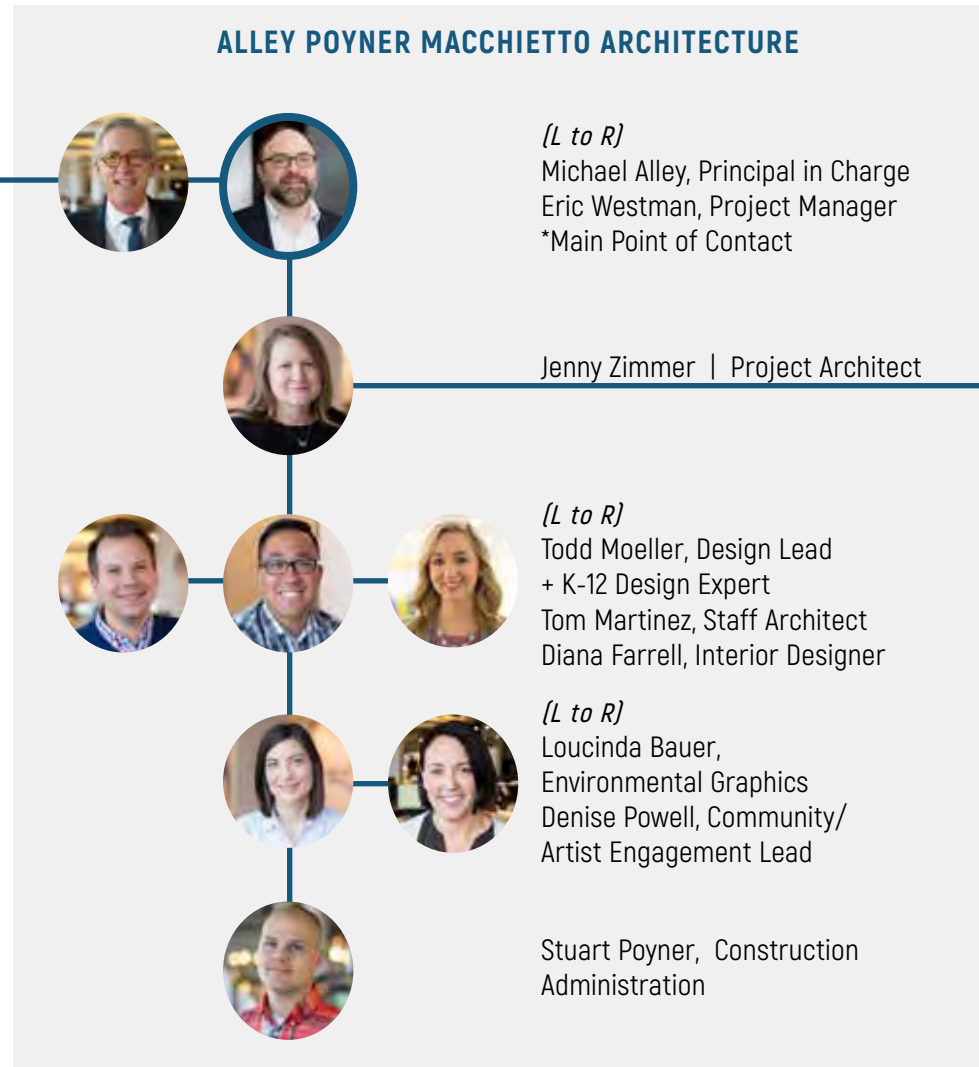 ALLEY POYNER MACCHIETTO ARCHITECTURE
(L to R)
Michael Alley, Principal in Charge
Eric Westman, Project Manager
*Main Point of Contact
Jenny Zimmer | Project Architect
(L to R)
Todd Moeller, Design Lead
+ K-12 Design Expert
Tom Martinez, Staff Architect
Diana Farrell, Interior Designer
(L to R)
Loucinda Bauer,
Environmental Graphics
Denise Powell, Community/
Artist Engagement Lead
Stuart Poyner, Construction
Administration